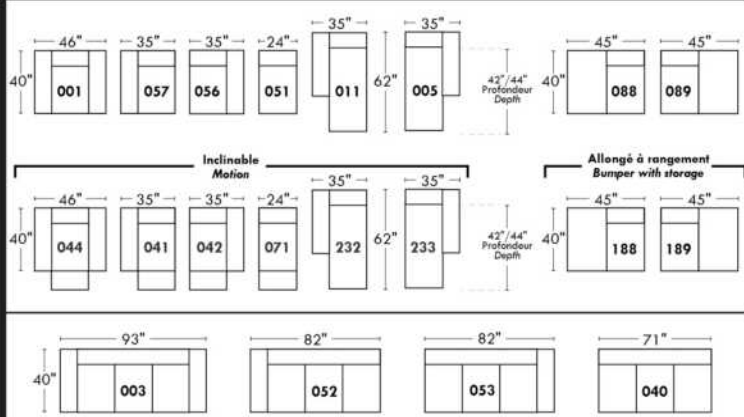 46" 35" 35" 24" 35" 35" 45" 45"
40" 001 057 056 051 011 62" 005 42"/44" 40" 088 089
Profondeur
Depth
Inclinable
Motion
Allongé à rangement
Bumper with storage
46" 35" 35" 24" 35" 35" 45" 45"
40" 044 041 042 071 232 62" 233 42"/44" 40" 188 189
Profondeur
Depth
93" 82" 82" 71"
40" 003 052 053 040